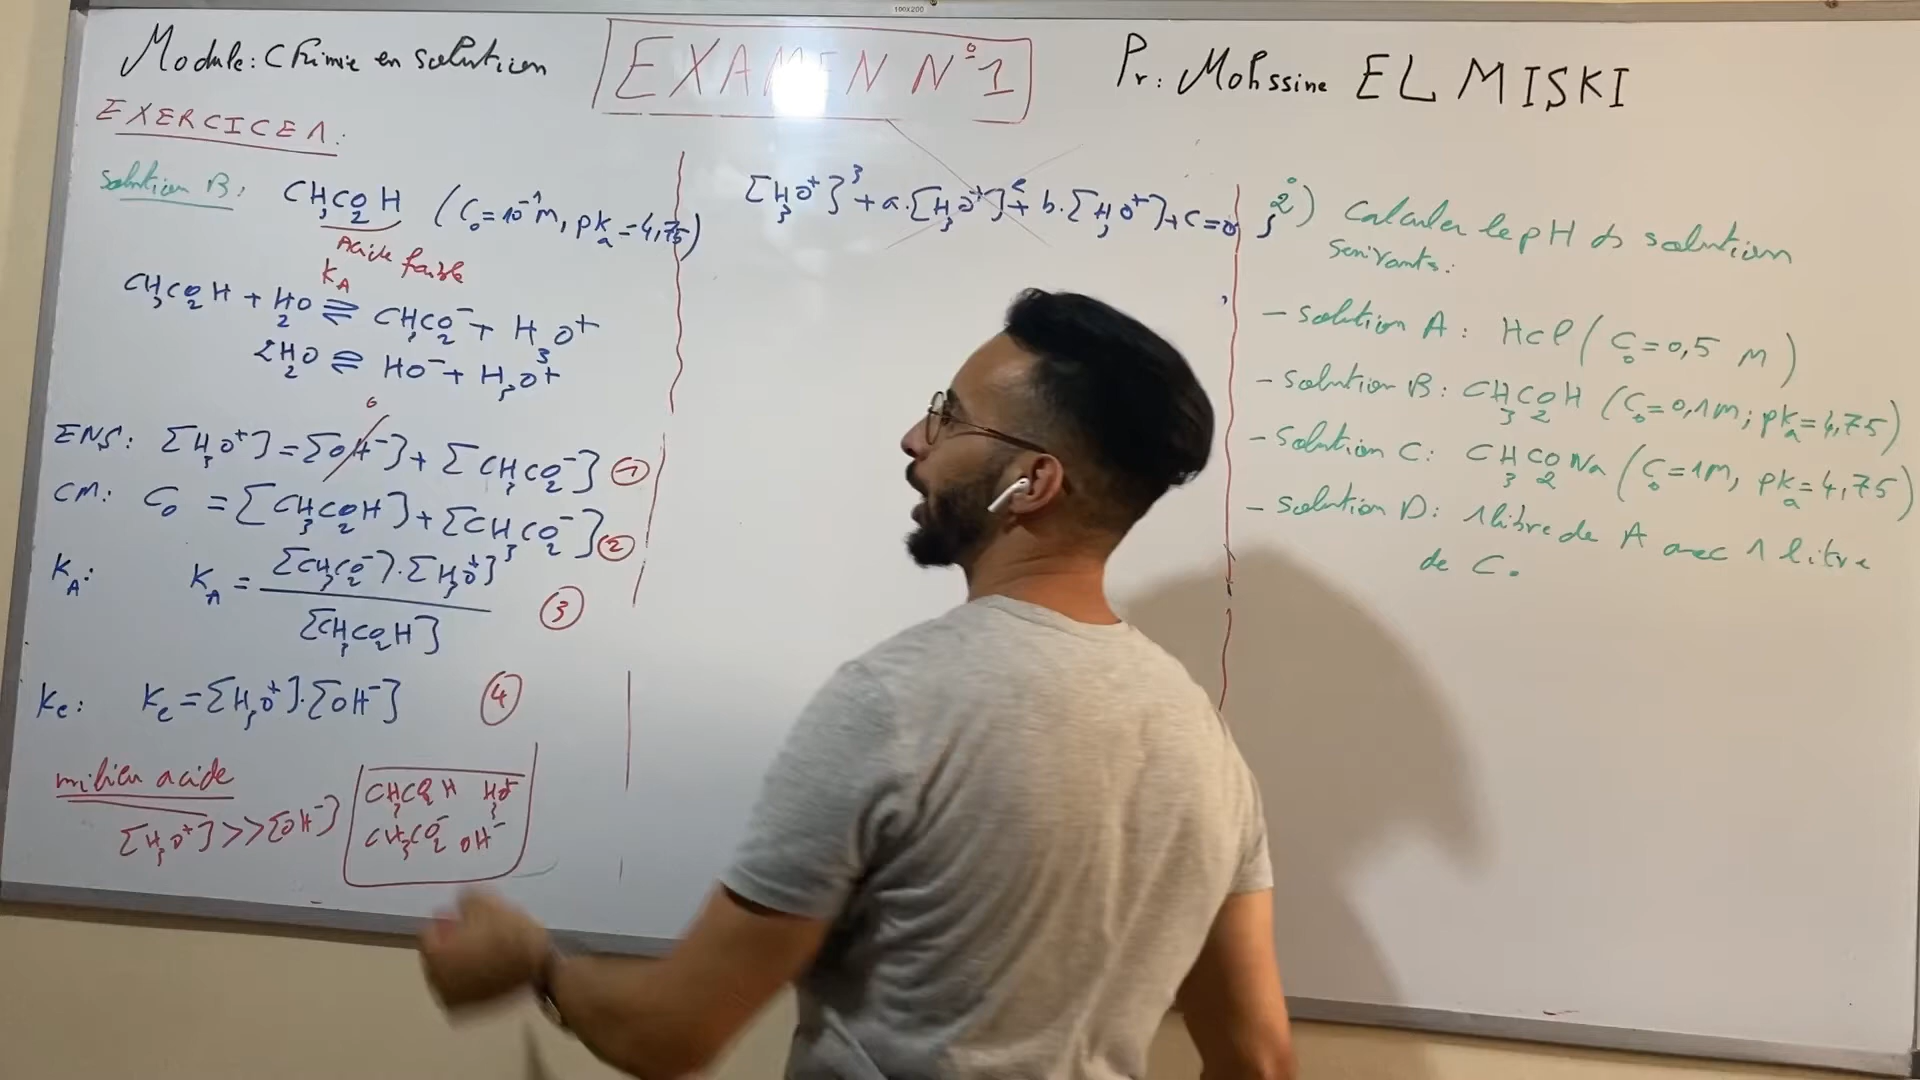 100x200
Module: Chimie en solution
EXAMEN N°1
Pr: Mohssine EL MISKI
EXERCICE 1:
solution B: CH₃CO₂H (C₀=10⁻¹M, pKa=4,75)
Acide faible
KA
CH₃CO₂H + H₂O ⇌ CH₃CO₂⁻ + H₃O⁺
2H₂O ⇌ HO⁻ + H₃O⁺
ENS: [H₃O⁺] = [OH⁻] + [CH₃CO₂⁻] ①
CM: C₀ = [CH₃CO₂H] + [CH₃CO₂⁻] ②
KA: KA = [CH₃CO₂⁻].[H₃O⁺] / [CH₃CO₂H] ③
Ke: Ke = [H₃O⁺].[OH⁻] ④
milieu acide
[H₃O⁺] >> [OH⁻]
CH₃CO₂H H₃O⁺
CH₃CO₂⁻ OH⁻
[H₃O⁺]³ + a.[H₃O⁺]² + b.[H₃O⁺] + C = 0
2°) Calculer le pH ds solution
suivants:
- Solution A: HCl (C₀=0,5 M)
- Solution B: CH₃CO₂H (C₀=0,1M; pKa=4,75)
- Solution C: CH₃CO₂Na (C₀=1M, pKa=4,75)
- Solution D: 1 litre de A avec 1 litre
de C.